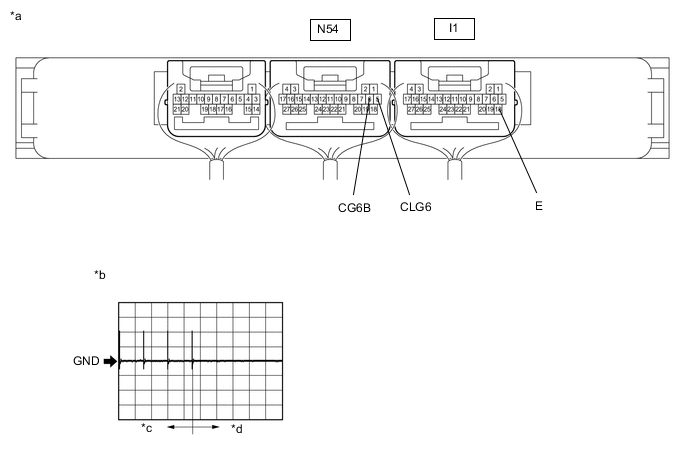 *a
N54
I1
2 1
4 3 2 1
4 3 2 1
13 12 11 10 9 8 7 6 5 4 3
17 16 15 14 13 12 11 10 9 8 7 6 5
17 16 15 14 13 12 11 10 9 8 7 6 5
21 20 19 18 17 16 15 14
27 26 25 24 23 22 21 20 19 18
27 26 25 24 23 22 21 20 19 18
CG6B
CLG6
E
*b
GND
*c
*d